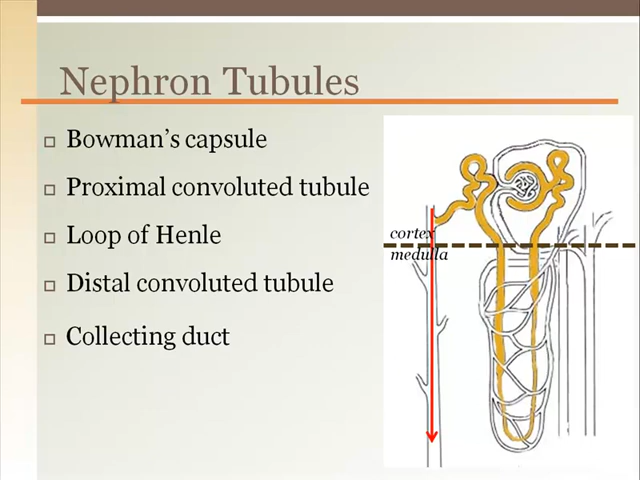 Nephron Tubules
Bowman's capsule
Proximal convoluted tubule
Loop of Henle
Distal convoluted tubule
Collecting duct
cortex
medulla